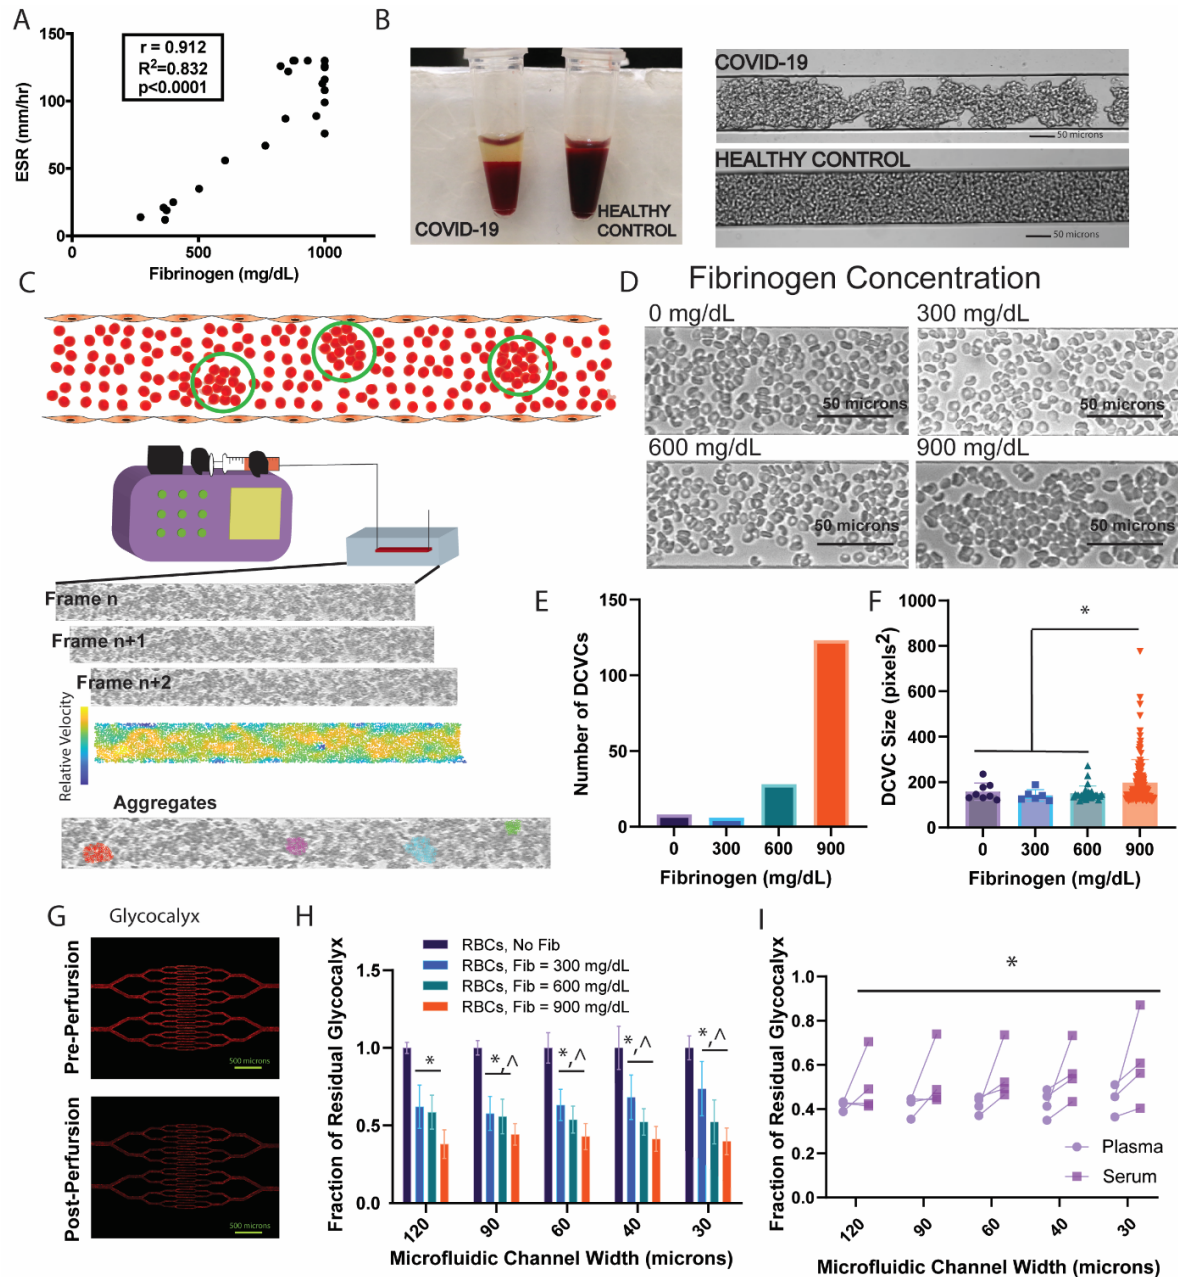 A
r = 0.912
R²=0.832
p<0.0001
ESR (mm/hr)
150
100
50
0
0 500 1000
Fibrinogen (mg/dL)
B
COVID-19
HEALTHY
CONTROL
COVID-19
50 microns
HEALTHY CONTROL
50 microns
C
Frame n
Frame n+1
Frame n+2
Relative Velocity
Aggregates
D
Fibrinogen Concentration
0 mg/dL
50 microns
300 mg/dL
50 microns
600 mg/dL
50 microns
900 mg/dL
50 microns
E
Number of DCVCs
150
100
50
0
0 300 600 900
Fibrinogen (mg/dL)
F
DCVC Size (pixels²)
1000
800
600
400
200
0
*
0 300 600 900
Fibrinogen (mg/dL)
G
Glycocalyx
Pre-Perfursion
500 microns
Post-Perfursion
500 microns
H
RBCs, No Fib
RBCs, Fib = 300 mg/dL
RBCs, Fib = 600 mg/dL
RBCs, Fib = 900 mg/dL
Fraction of Residual Glycocalyx
1.5
1.0
0.5
0.0
* *,^ *,^ *,^ *,^
120 90 60 40 30
Microfluidic Channel Width (microns)
I
*
Fraction of Residual Glycocalyx
1.0
0.8
0.6
0.4
0.2
0.0
Plasma
Serum
120 90 60 40 30
Microfluidic Channel Width (microns)